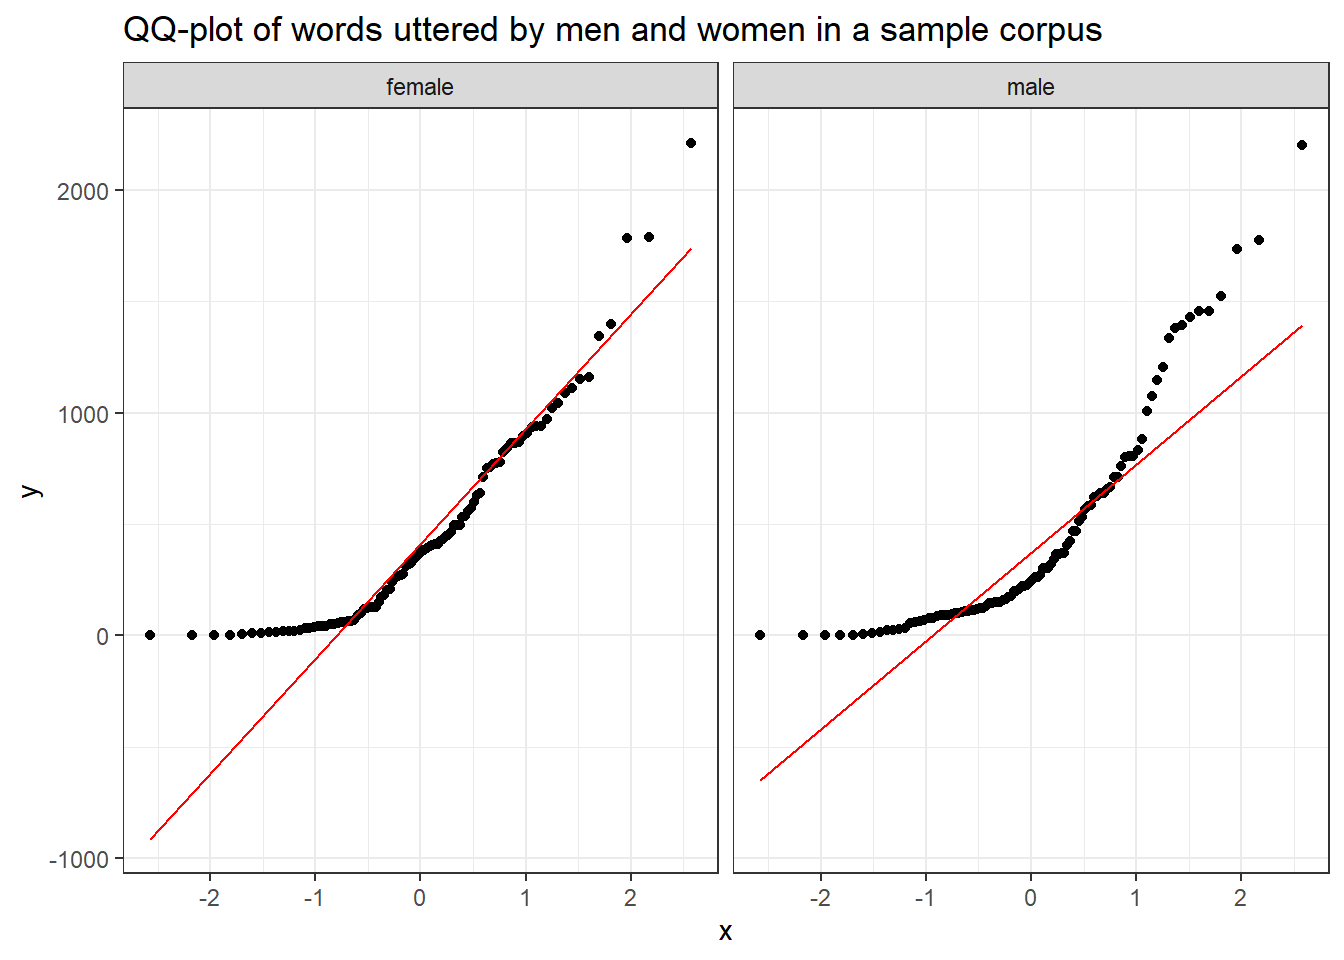 QQ-plot of words uttered by men and women in a sample corpus
female male
2000
1000
0
-1000
y
-2 -1 0 1 2 -2 -1 0 1 2
x